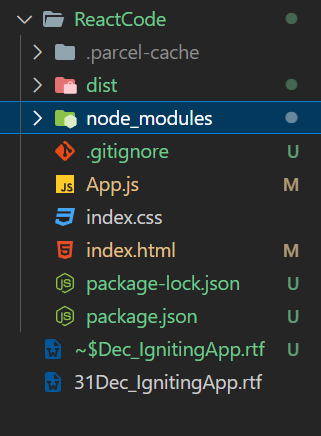 ReactCode
.parcel-cache
dist
node_modules
.gitignore U
JS App.js M
index.css
index.html M
package-lock.json U
package.json U
W ~$Dec_IgnitingApp.rtf U
W 31Dec_IgnitingApp.rtf